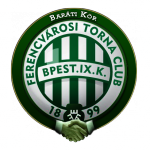 BARÁTI KÖR
FERENCVÁROSI TORNA CLUB
BPEST.IX.K.
18 99